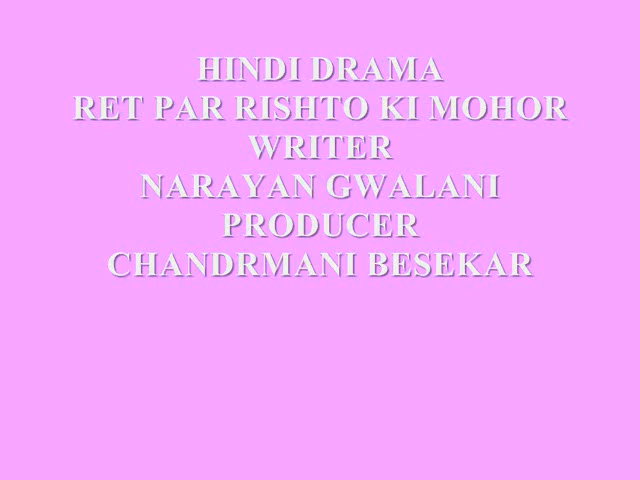 HINDI DRAMA
RET PAR RISHTO KI MOHOR
WRITER
NARAYAN GWALANI
PRODUCER
CHANDRMANI BESEKAR